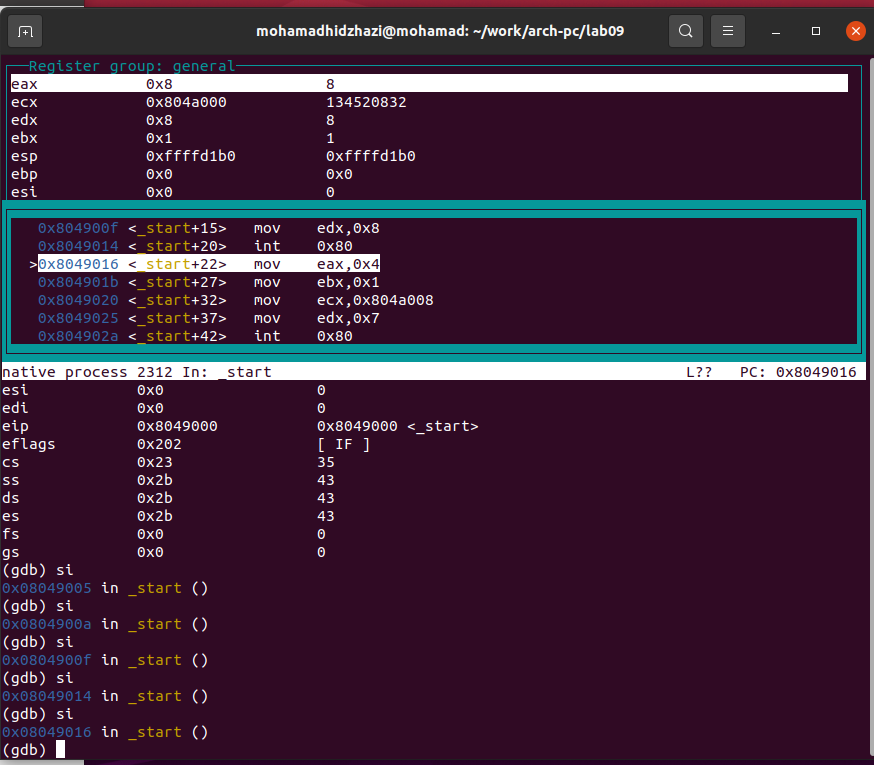 mohamadhidzhazi@mohamad: ~/work/arch-pc/lab09
Register group: general
eax 0x8 8
ecx 0x804a000 134520832
edx 0x8 8
ebx 0x1 1
esp 0xffffd1b0 0xffffd1b0
ebp 0x0 0x0
esi 0x0 0
0x804900f <_start+15> mov edx,0x8
0x8049014 <_start+20> int 0x80
>0x8049016 <_start+22> mov eax,0x4
0x804901b <_start+27> mov ebx,0x1
0x8049020 <_start+32> mov ecx,0x804a008
0x8049025 <_start+37> mov edx,0x7
0x804902a <_start+42> int 0x80
native process 2312 In: _start L?? PC: 0x8049016
esi 0x0 0
edi 0x0 0
eip 0x8049000 0x8049000 <_start>
eflags 0x202 [ IF ]
cs 0x23 35
ss 0x2b 43
ds 0x2b 43
es 0x2b 43
fs 0x0 0
gs 0x0 0
(gdb) si
0x08049005 in _start ()
(gdb) si
0x0804900a in _start ()
(gdb) si
0x0804900f in _start ()
(gdb) si
0x08049014 in _start ()
(gdb) si
0x08049016 in _start ()
(gdb)